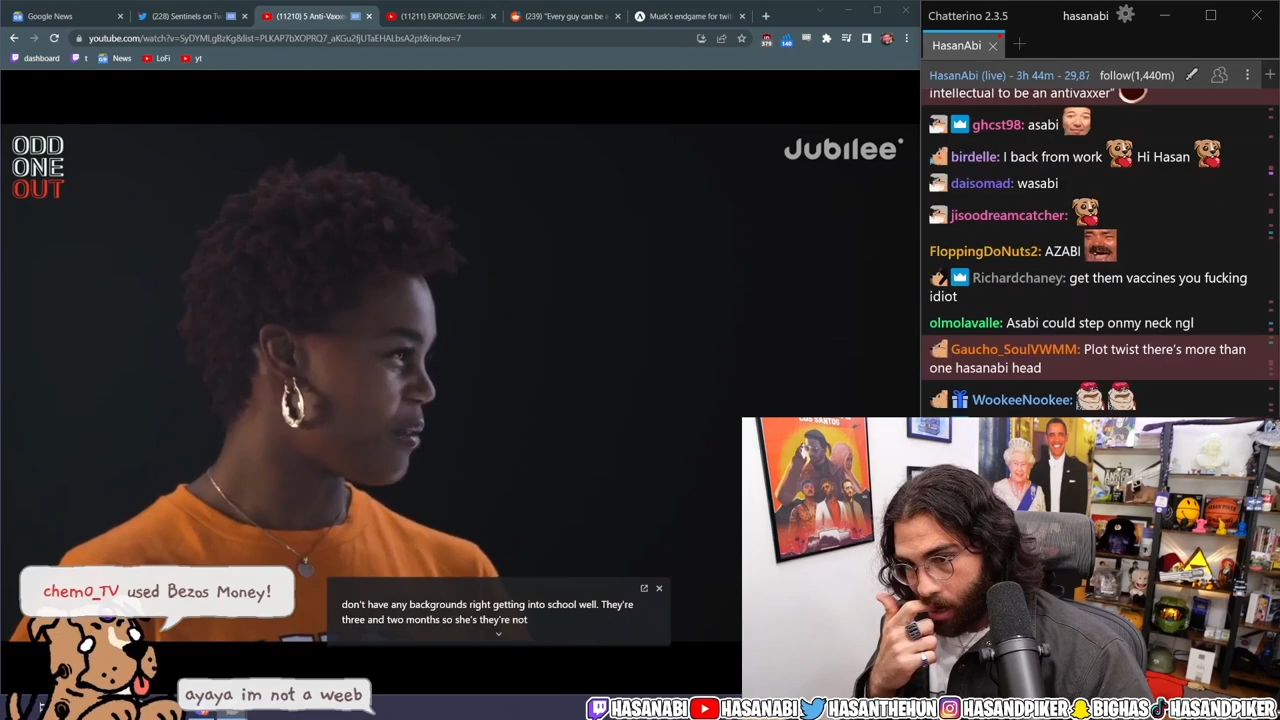 Google News
(228) Sentinels on Tw
(11210) 5 Anti-Vaxxe
(11211) EXPLOSIVE: Jord
(239) "Every guy can be a
Musk's endgame for twit
youtube.com/watch?v=SyDYMLgBzKg&list=PLKAP7bXOPRQ7_aKGu2fjUTaEHALbsA2pt&index=7
379
140
dashboard
t
News
LoFi
yt
ODD
ONE
OUT
Jubilee
don't have any backgrounds right getting into school well. They're
three and two months so she's they're not
chem0_TV used Bezos Money!
ayaya im not a weeb
Chatterino 2.3.5
hasanabi
HasanAbi
HasanAbi (live) - 3h 44m - 29,87
follow(1,440m)
intellectual to be an antivaxxer"
ghcst98: asabi
birdelle: I back from work Hi Hasan
daisomad: wasabi
jisoodreamcatcher:
FloppingDoNuts2: AZABI
Richardchaney: get them vaccines you fucking
idiot
olmolavalle: Asabi could step onmy neck ngl
Gaucho_SoulVWMM: Plot twist there's more than
one hasanabi head
WookeeNookee:
LOS SANTOS
HASANABI HASANABI HASANTHEHUN HASANDPIKER BIGHAS HASANDPIKER